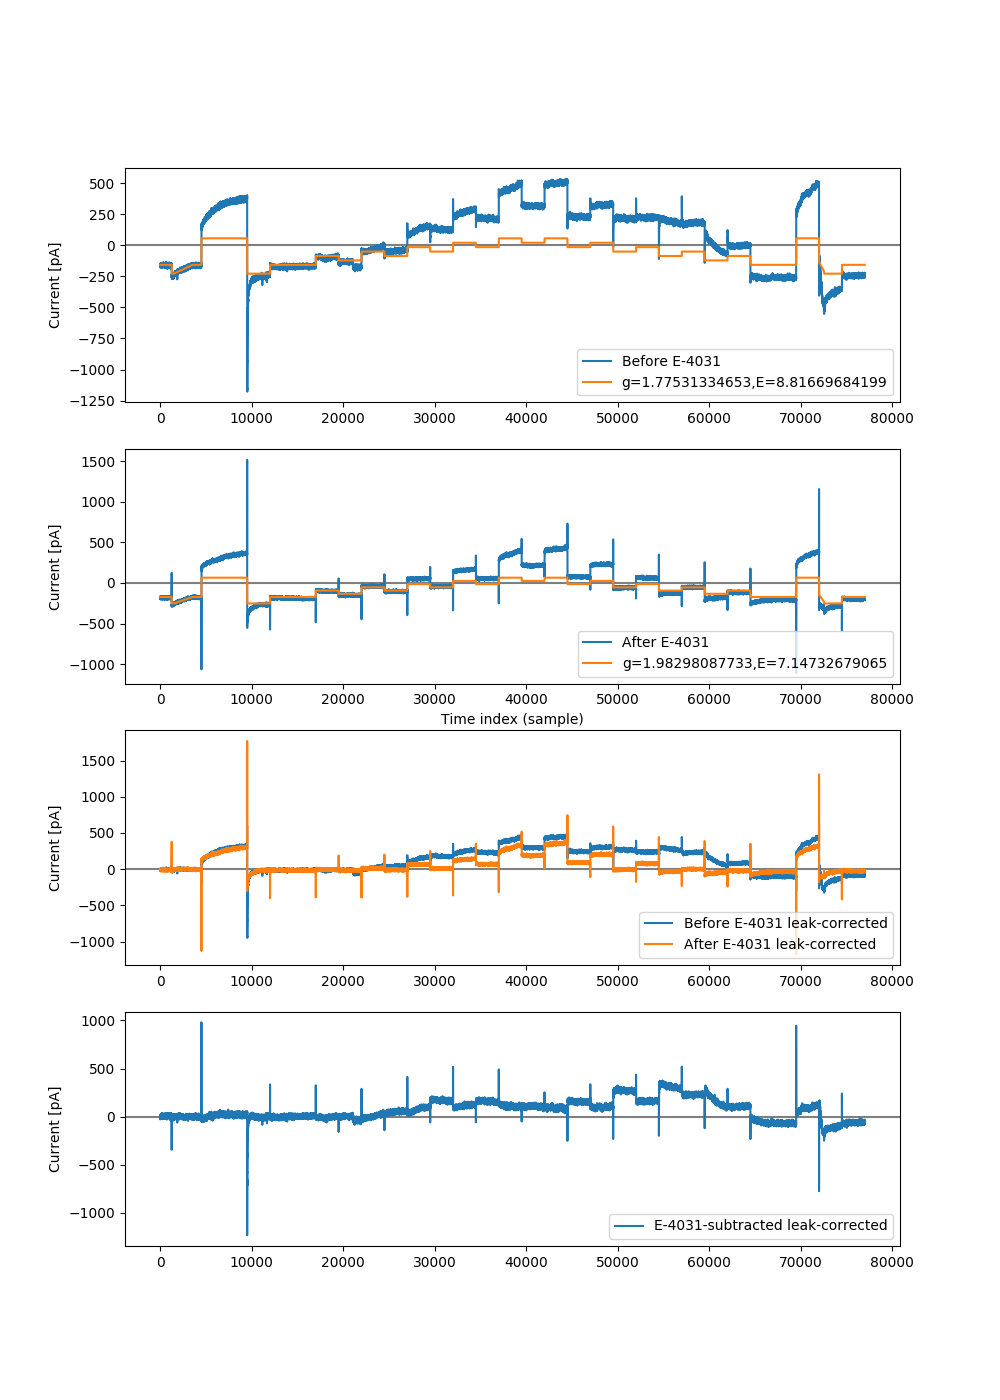 500
250
0
−250
−500
−750
−1000
−1250
Current [pA]
Before E-4031
g=1.77531334653,E=8.81669684199
0 10000 20000 30000 40000 50000 60000 70000 80000
1500
1000
500
0
−500
−1000
Current [pA]
After E-4031
g=1.98298087733,E=7.14732679065
0 10000 20000 30000 40000 50000 60000 70000 80000
Time index (sample)
1500
1000
500
0
−500
−1000
Current [pA]
Before E-4031 leak-corrected
After E-4031 leak-corrected
0 10000 20000 30000 40000 50000 60000 70000 80000
1000
500
0
−500
−1000
Current [pA]
E-4031-subtracted leak-corrected
0 10000 20000 30000 40000 50000 60000 70000 80000